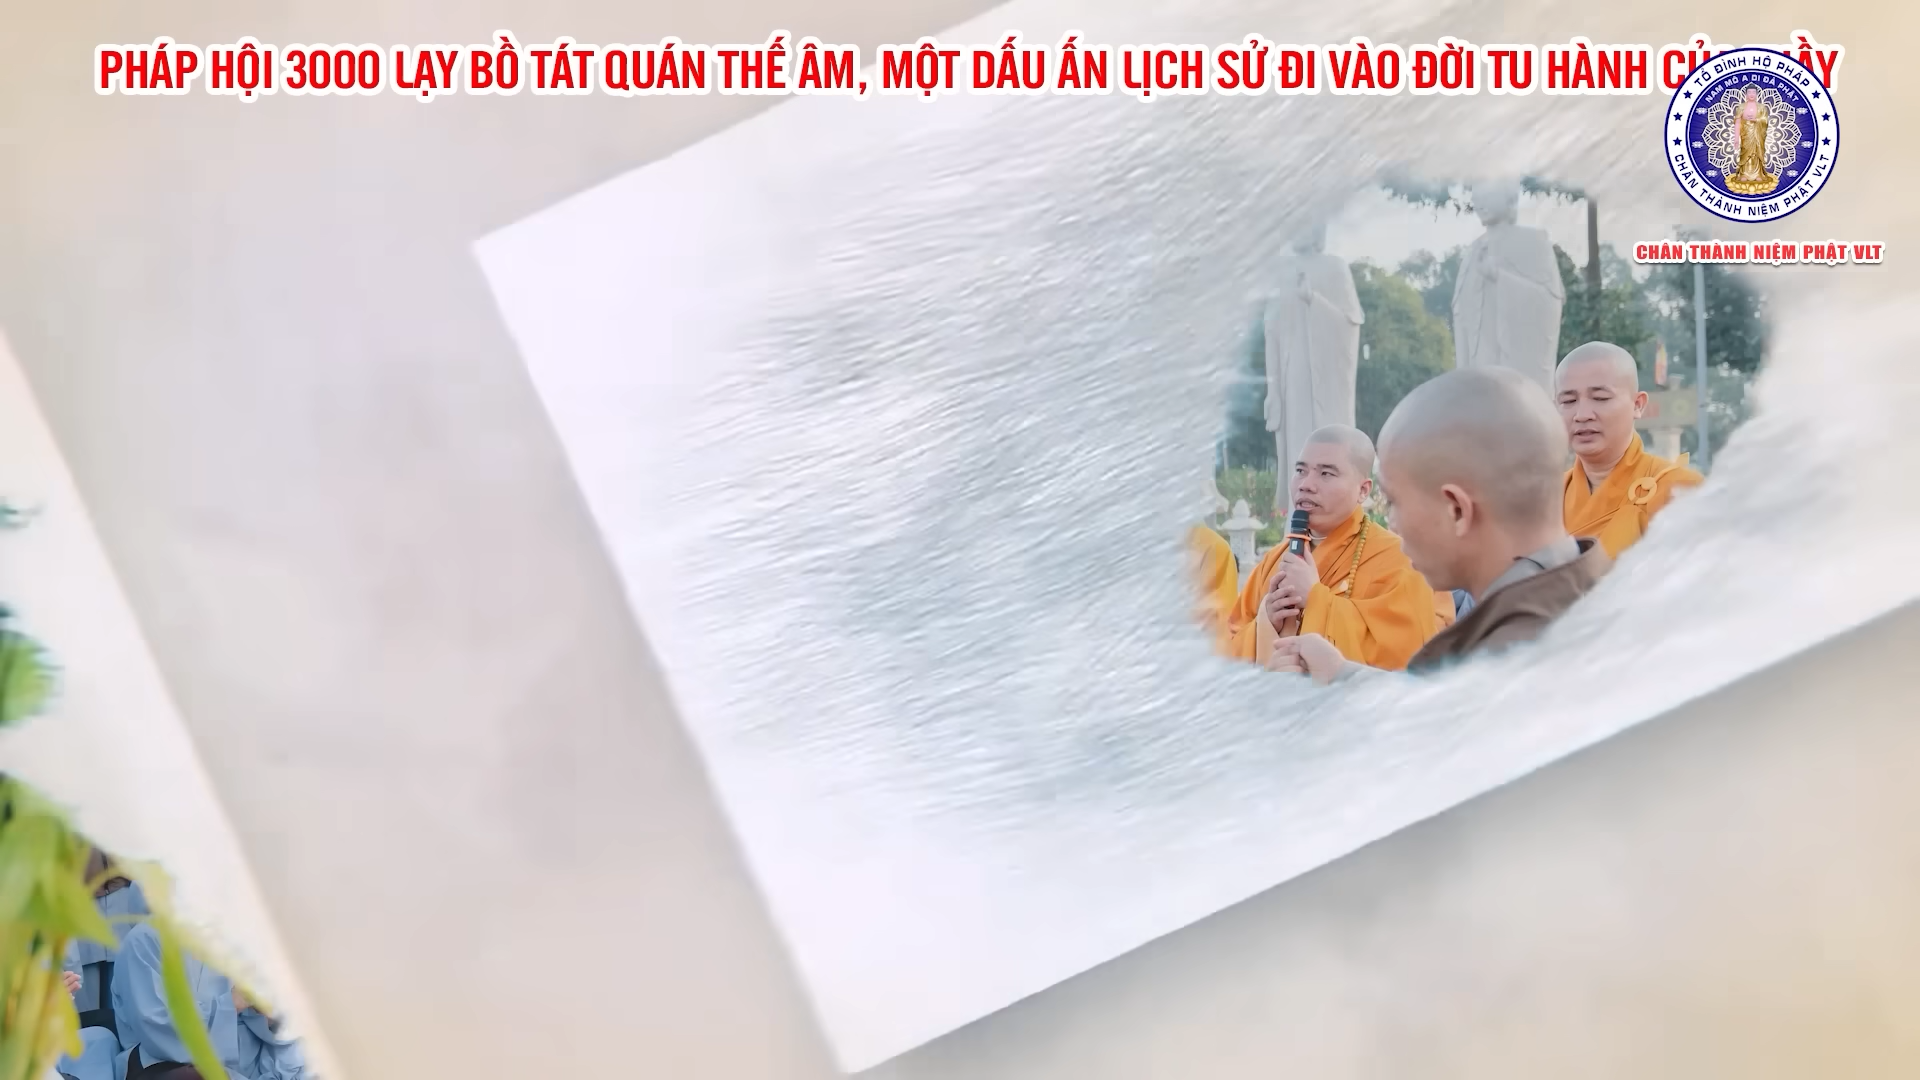 PHÁP HỘI 3000 LẠY BỒ TÁT QUÁN THẾ ÂM, MỘT DẤU ẤN LỊCH SỬ ĐI VÀO ĐỜI TU HÀNH
TỔ ĐÌNH HỘ PHÁP
NAM MÔ A DI ĐÀ PHẬT
CHÂN THÀNH NIỆM PHẬT VLT
CHÂN THÀNH NIỆM PHẬT VLT